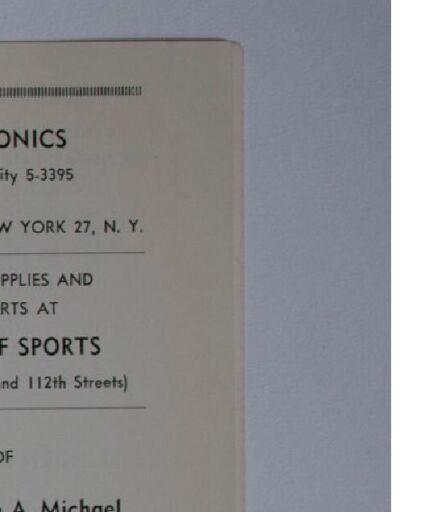 ONICS
ity 5-3395
W YORK 27, N. Y.
PPLIES AND
RTS AT
F SPORTS
nd 112th Streets)
OF
A. Michael